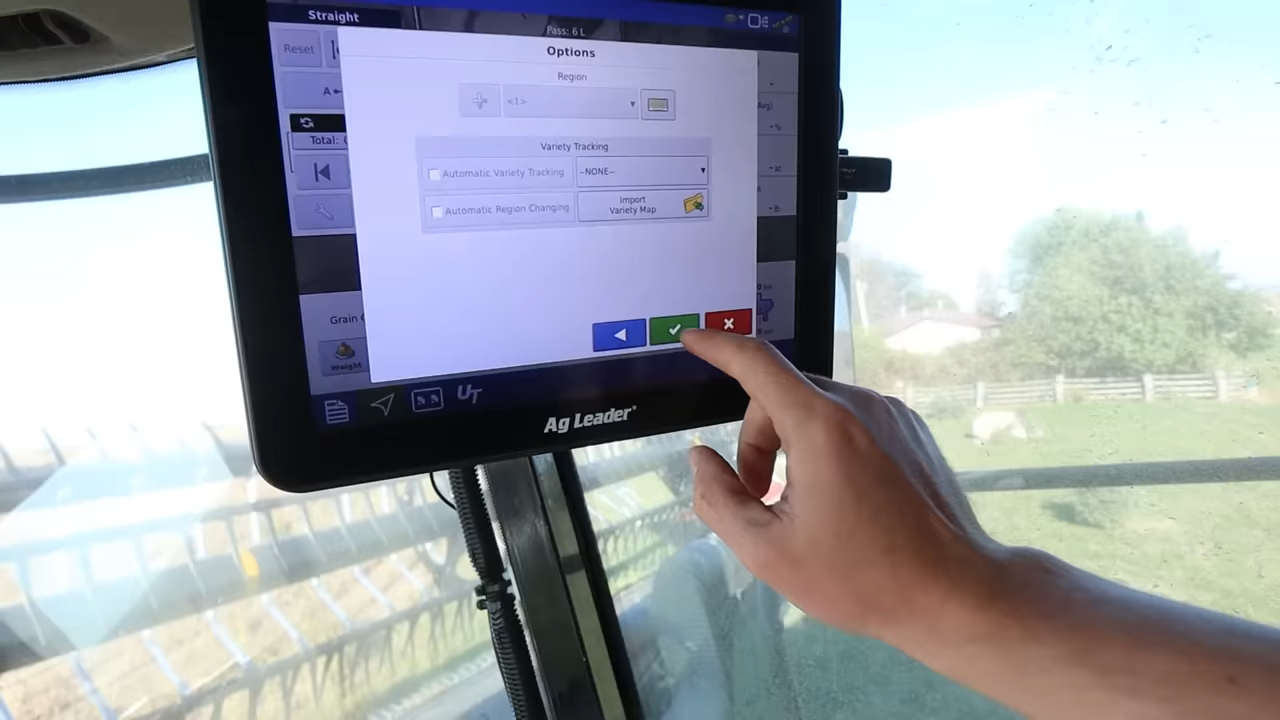 Straight
Pass: 6 L
Options
Reset
Region
<1>
A
Variety Tracking
Total:
Automatic Variety Tracking
--NONE--
Automatic Region Changing
Import
Variety Map
Grain
Weight
UT
Ag Leader